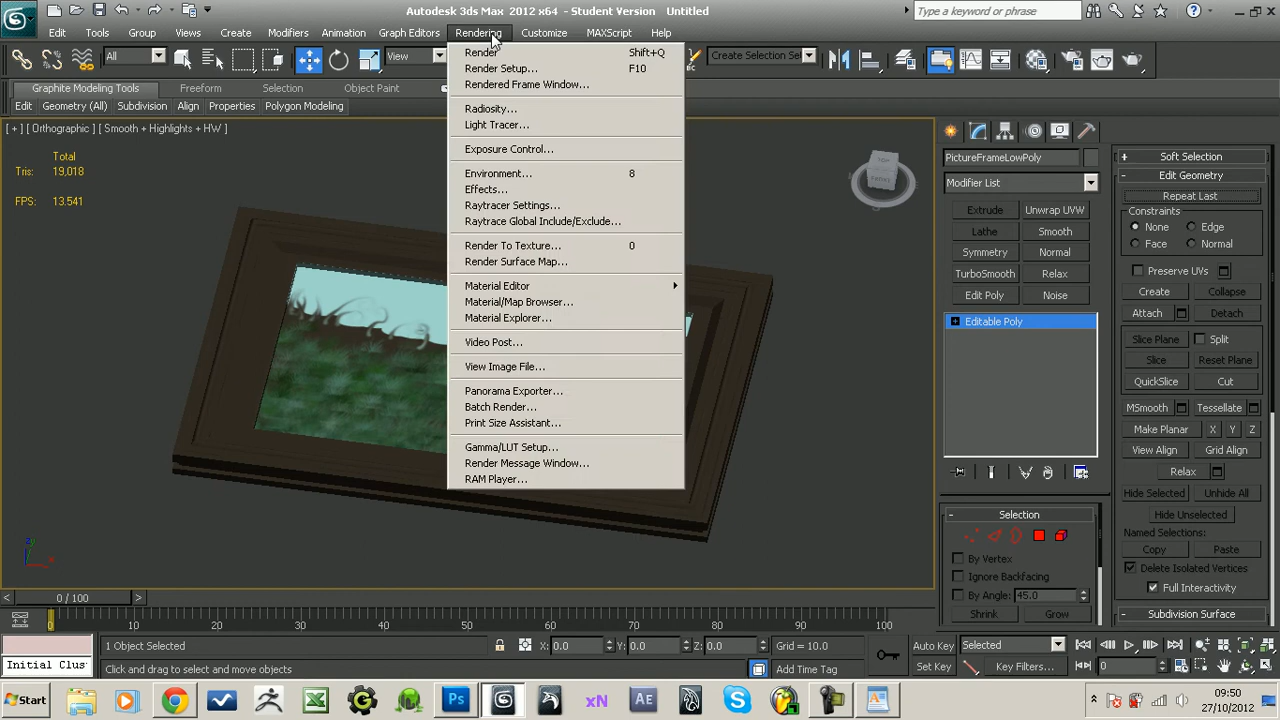 Autodesk 3ds Max 2012 x64 - Student Version Untitled
Type a keyword or phrase
Edit Tools Group Views Create Modifiers Animation Graph Editors Rendering Customize MAXScript Help
All
View
Create Selection Se
Graphite Modeling Tools Freeform Selection Object Paint
Edit Geometry (All) Subdivision Align Properties Polygon Modeling
[ + ] [ Orthographic ] [ Smooth + Highlights + HW ]
Total
Tris: 19,018
FPS: 13.541
Render Shift+Q
Render Setup... F10
Rendered Frame Window...
Radiosity...
Light Tracer...
Exposure Control...
Environment... 8
Effects...
Raytracer Settings...
Raytrace Global Include/Exclude...
Render To Texture... 0
Render Surface Map...
Material Editor
Material/Map Browser...
Material Explorer...
Video Post...
View Image File...
Panorama Exporter...
Batch Render...
Print Size Assistant...
Gamma/LUT Setup...
Render Message Window...
RAM Player...
TOP
FRONT
PictureFrameLowPoly
Modifier List
Extrude Unwrap UVW
Lathe Smooth
Symmetry Normal
TurboSmooth Relax
Edit Poly Noise
Editable Poly
Selection
By Vertex
Ignore Backfacing
By Angle: 45.0
Shrink Grow
Soft Selection
Edit Geometry
Repeat Last
Constraints
None Edge
Face Normal
Preserve UVs
Create Collapse
Attach Detach
Slice Plane Split
Slice Reset Plane
QuickSlice Cut
MSmooth Tessellate
Make Planar X Y Z
View Align Grid Align
Relax
Hide Selected Unhide All
Hide Unselected
Named Selections:
Copy Paste
Delete Isolated Vertices
Full Interactivity
Subdivision Surface
< 0 / 100 >
0 10 20 30 40 50 60 70 80 90 100
1 Object Selected X: 0.0 Y: 0.0 Z: 0.0 Grid = 10.0 Auto Key Selected
Initial Clus Click and drag to select and move objects Add Time Tag Set Key Key Filters... 0
Start Ps xN AE
09:50
27/10/2012